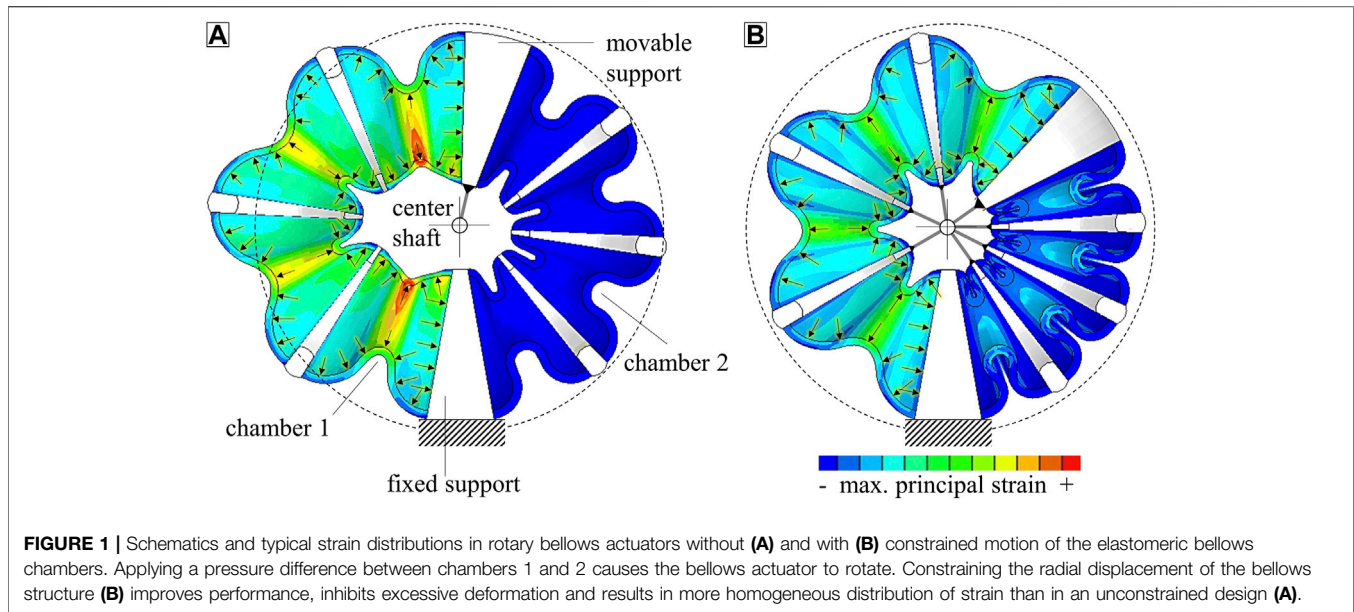 A
movable
support
B
center
shaft
chamber 2
chamber 1
fixed support
- max. principal strain +
FIGURE 1 | Schematics and typical strain distributions in rotary bellows actuators without (A) and with (B) constrained motion of the elastomeric bellows
chambers. Applying a pressure difference between chambers 1 and 2 causes the bellows actuator to rotate. Constraining the radial displacement of the bellows
structure (B) improves performance, inhibits excessive deformation and results in more homogeneous distribution of strain than in an unconstrained design (A).